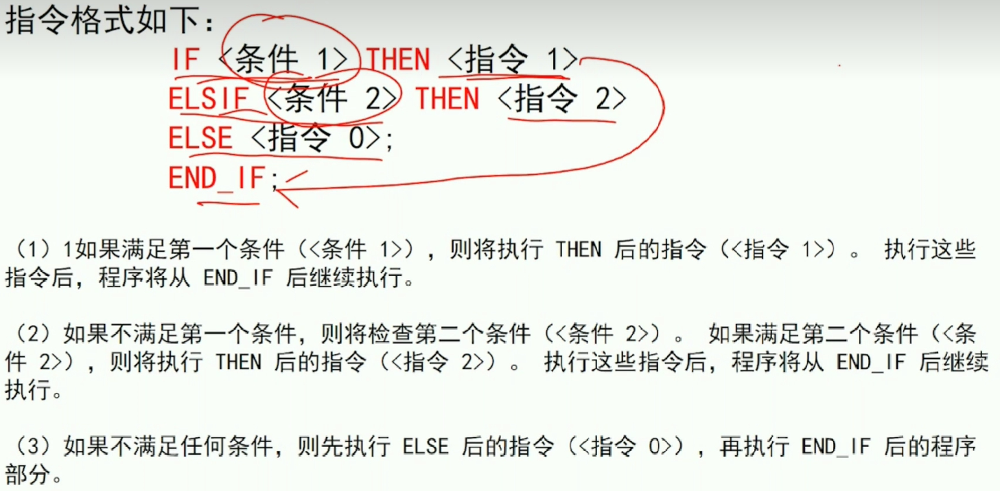 指令格式如下：
IF <条件 1> THEN <指令 1>
ELSIF <条件 2> THEN <指令 2>
ELSE <指令 0>;
END_IF;
（1）1如果满足第一个条件（<条件 1>），则将执行 THEN 后的指令（<指令 1>）。 执行这些
指令后，程序将从 END_IF 后继续执行。
（2）如果不满足第一个条件，则将检查第二个条件（<条件 2>）。 如果满足第二个条件（<条
件 2>），则将执行 THEN 后的指令（<指令 2>）。 执行这些指令后，程序将从 END_IF 后继续
执行。
（3）如果不满足任何条件，则先执行 ELSE 后的指令（<指令 0>），再执行 END_IF 后的程序
部分。